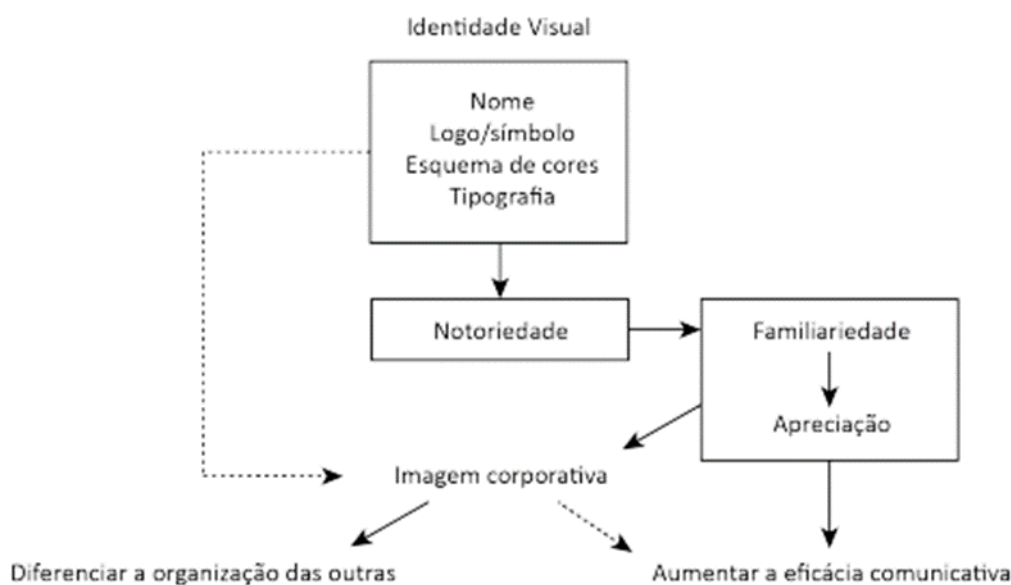 Identidade Visual
Nome
Logo/símbolo
Esquema de cores
Tipografia
Notoriedade
Familiariedade
Apreciação
Imagem corporativa
Diferenciar a organização das outras
Aumentar a eficácia comunicativa